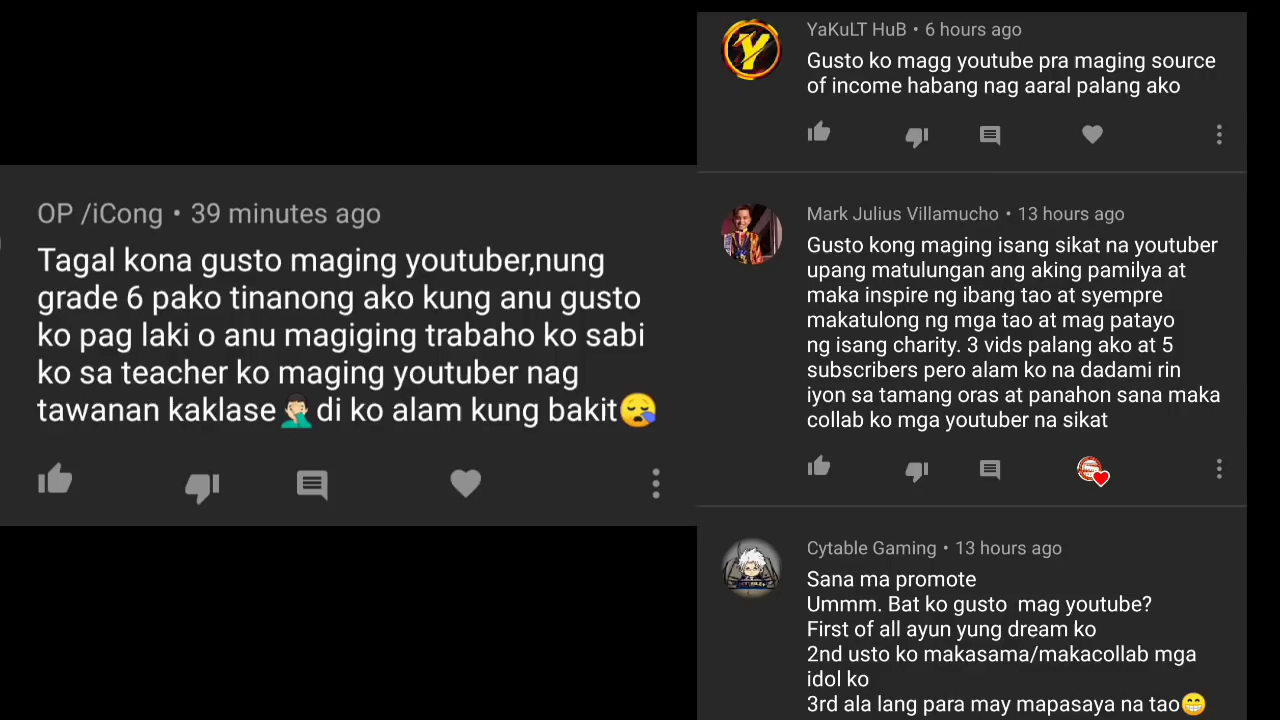 OP /iCong • 39 minutes ago
Tagal kona gusto maging youtuber,nung
grade 6 pako tinanong ako kung anu gusto
ko pag laki o anu magiging trabaho ko sabi
ko sa teacher ko maging youtuber nag
tawanan kaklase🤦🏻‍♂️di ko alam kung bakit😪
YaKuLT HuB • 6 hours ago
Gusto ko magg youtube pra maging source
of income habang nag aaral palang ako
Mark Julius Villamucho • 13 hours ago
Gusto kong maging isang sikat na youtuber
upang matulungan ang aking pamilya at
maka inspire ng ibang tao at syempre
makatulong ng mga tao at mag patayo
ng isang charity. 3 vids palang ako at 5
subscribers pero alam ko na dadami rin
iyon sa tamang oras at panahon sana maka
collab ko mga youtuber na sikat
Cytable Gaming • 13 hours ago
Sana ma promote
Ummm. Bat ko gusto  mag youtube?
First of all ayun yung dream ko
2nd usto ko makasama/makacollab mga
idol ko
3rd ala lang para may mapasaya na tao😁